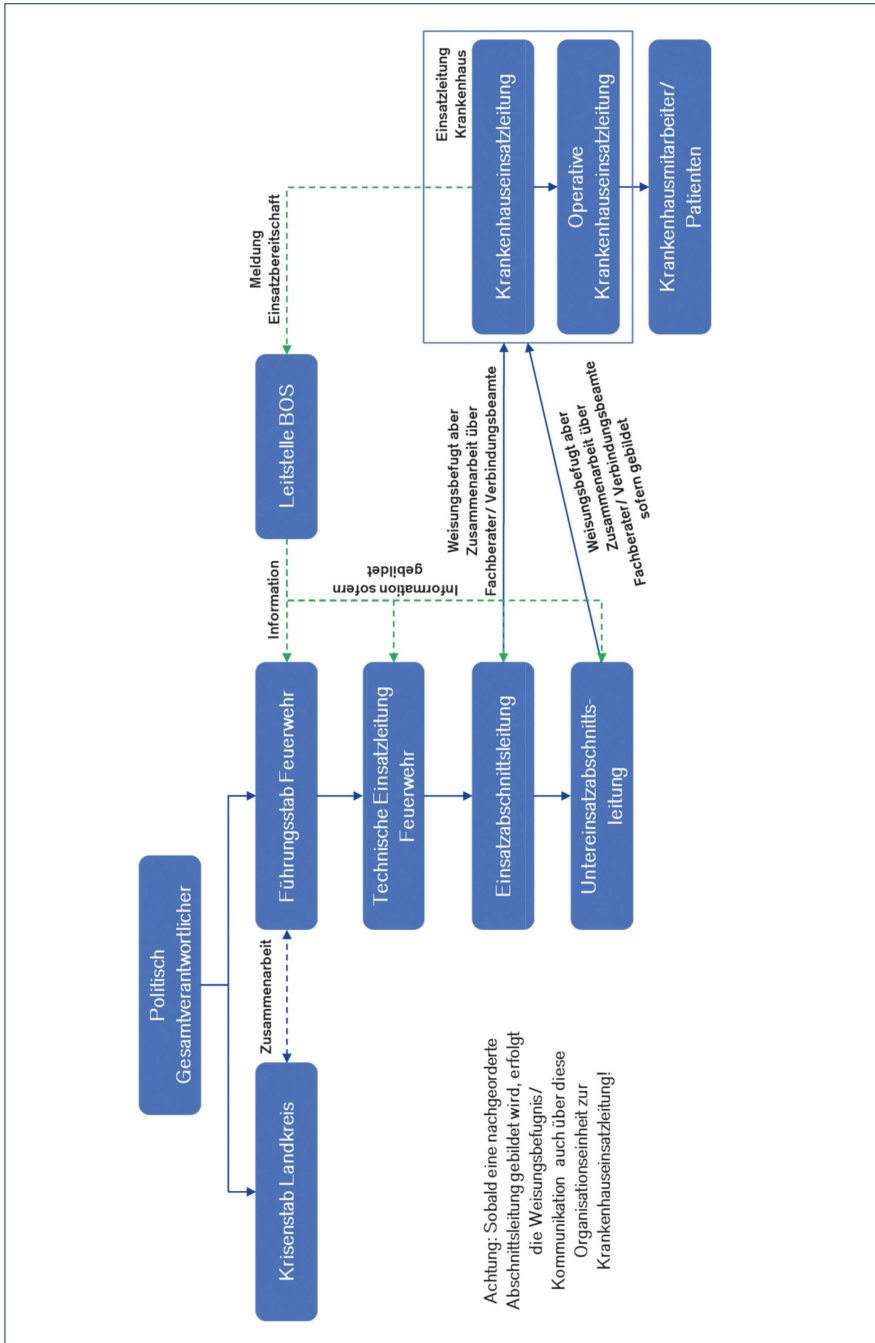 Politisch
Gesamtverantwortlicher
Krisenstab Landkreis
Zusammenarbeit
Führungsstab Feuerwehr
Information
Leitstelle BOS
Meldung
Einsatzbereitschaft
Technische Einsatzleitung
Feuerwehr
Information sofern
gebildet
Einsatzabschnittsleitung
Weisungsbefugt aber
Zusammenarbeit über
Fachberater/ Verbindungsbeamte
Untereinsatzabschnitts-
leitung
Weisungsbefugt aber
Zusammenarbeit über
Fachberater/ Verbindungsbeamte
sofern gebildet
Einsatzleitung
Krankenhaus
Krankenhauseinsatzleitung
Operative
Krankenhauseinsatzleitung
Krankenhausmitarbeiter/
Patienten
Achtung: Sobald eine nachgeorderte
Abschnittsleitung gebildet wird, erfolgt
die Weisungsbefugnis/
Kommunikation auch über diese
Organisationseinheit zur
Krankenhauseinsatzleitung!